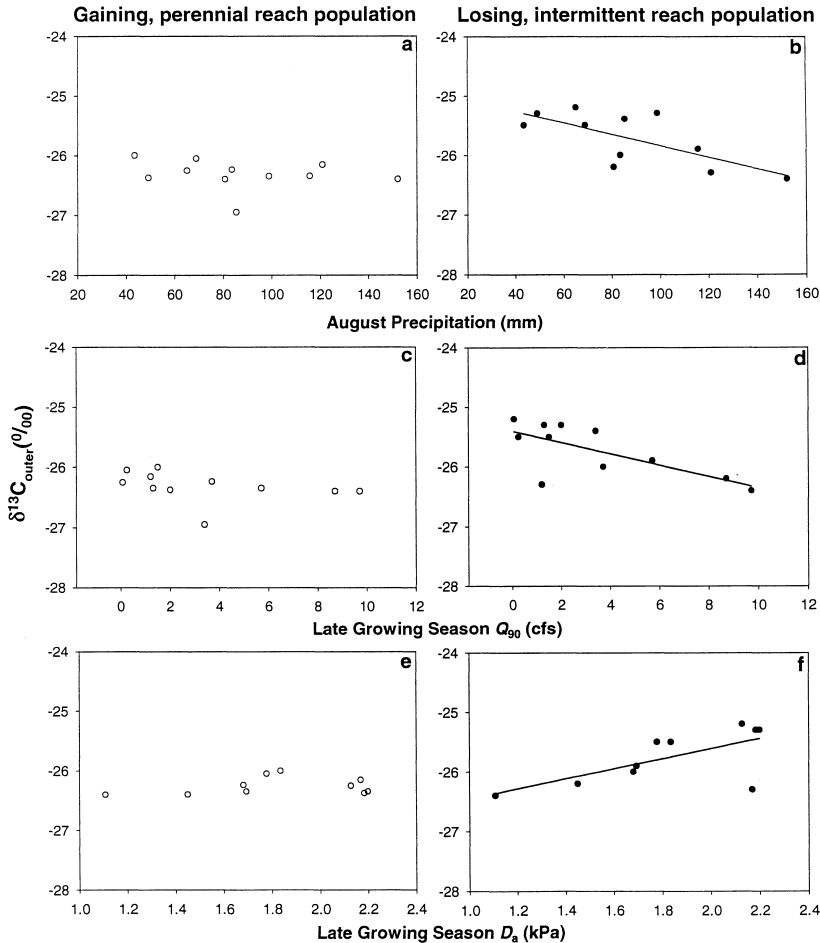 Gaining, perennial reach population Losing, intermittent reach population
a b
-24 -24
-25 -25
-26 -26
-27 -27
-28 -28
20 40 60 80 100 120 140 160 20 40 60 80 100 120 140 160
August Precipitation (mm)
c d
-24 -24
-25 -25
-26 -26
-27 -27
-28 -28
0 2 4 6 8 10 12 0 2 4 6 8 10 12
Late Growing Season Q90 (cfs)
δ13Couter(0/00)
e f
-24 -24
-25 -25
-26 -26
-27 -27
-28 -28
1.0 1.2 1.4 1.6 1.8 2.0 2.2 2.4 1.0 1.2 1.4 1.6 1.8 2.0 2.2 2.4
Late Growing Season Da (kPa)